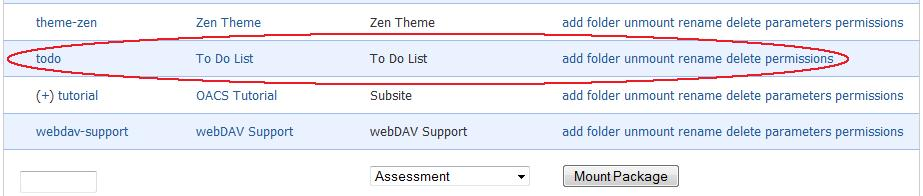 theme-zen Zen Theme Zen Theme add folder unmount rename delete parameters permissions
todo To Do List To Do List add folder unmount rename delete permissions
(+) tutorial OACS Tutorial Subsite add folder unmount rename delete parameters permissions
webdav-support webDAV Support webDAV Support add folder unmount rename delete parameters permissions
Assessment Mount Package